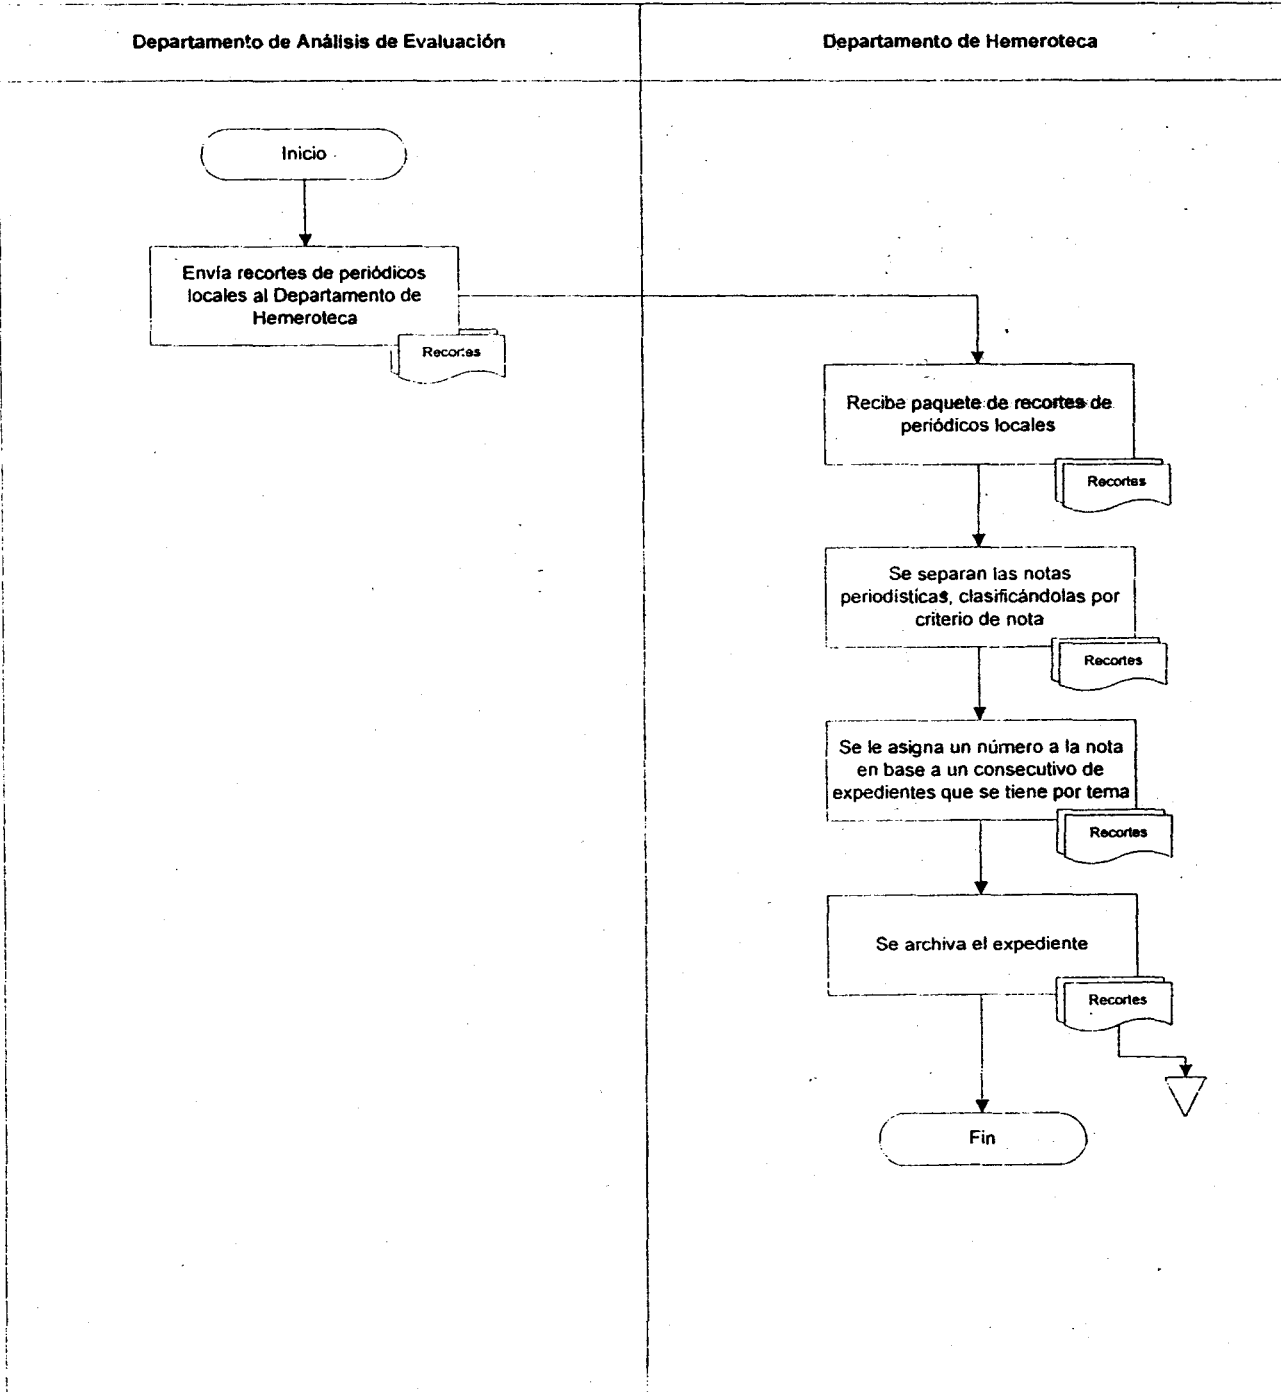 Departamento de Análisis de Evaluación
Departamento de Hemeroteca
Inicio
Envía recortes de periódicos
locales al Departamento de
Hemeroteca
Recortes
Recibe paquete de recortes de
periódicos locales
Recortes
Se separan las notas
periodísticas, clasificándolas por
criterio de nota
Recortes
Se le asigna un número a la nota
en base a un consecutivo de
expedientes que se tiene por tema
Recortes
Se archiva el expediente
Recortes
Fin